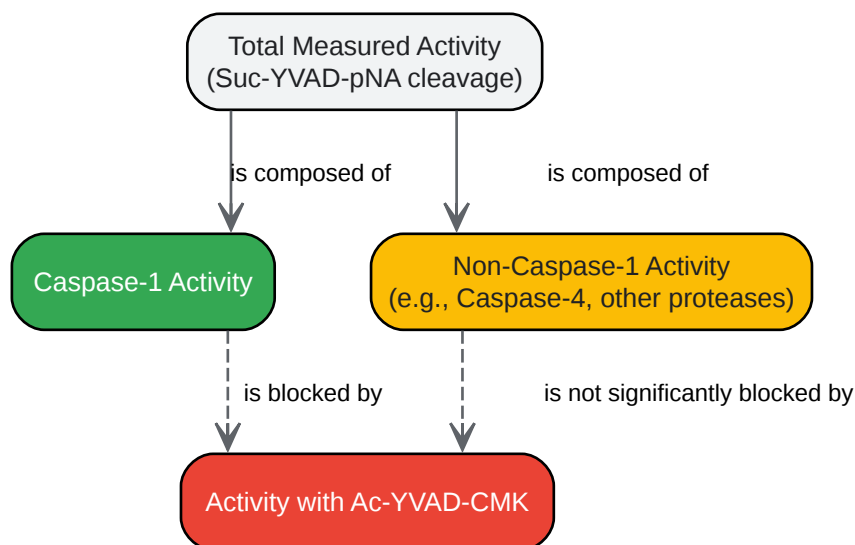 Total Measured Activity
(Suc-YVAD-pNA cleavage)
is composed of
is composed of
Caspase-1 Activity
Non-Caspase-1 Activity
(e.g., Caspase-4, other proteases)
is blocked by
is not significantly blocked by
Activity with Ac-YVAD-CMK